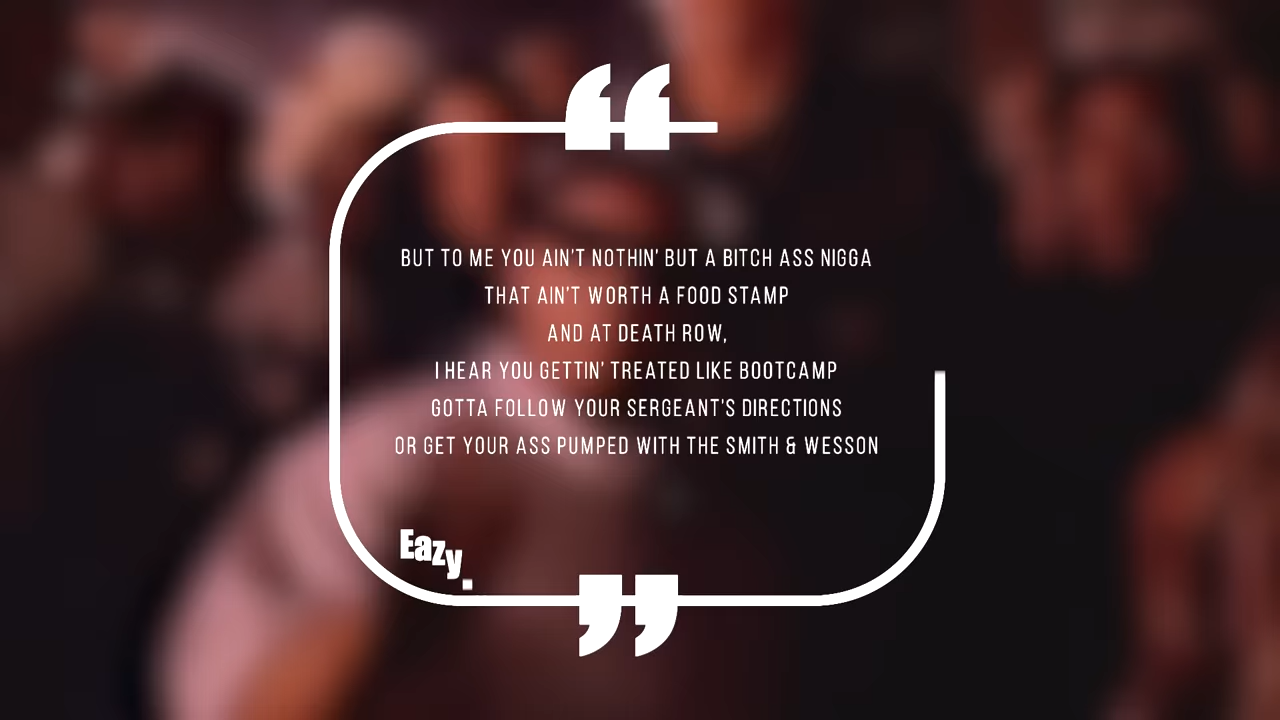 BUT TO ME YOU AIN'T NOTHIN' BUT A BITCH ASS NIGGA
THAT AIN'T WORTH A FOOD STAMP
AND AT DEATH ROW,
I HEAR YOU GETTIN' TREATED LIKE BOOTCAMP
GOTTA FOLLOW YOUR SERGEANT'S DIRECTIONS
OR GET YOUR ASS PUMPED WITH THE SMITH & WESSON
Eazy.